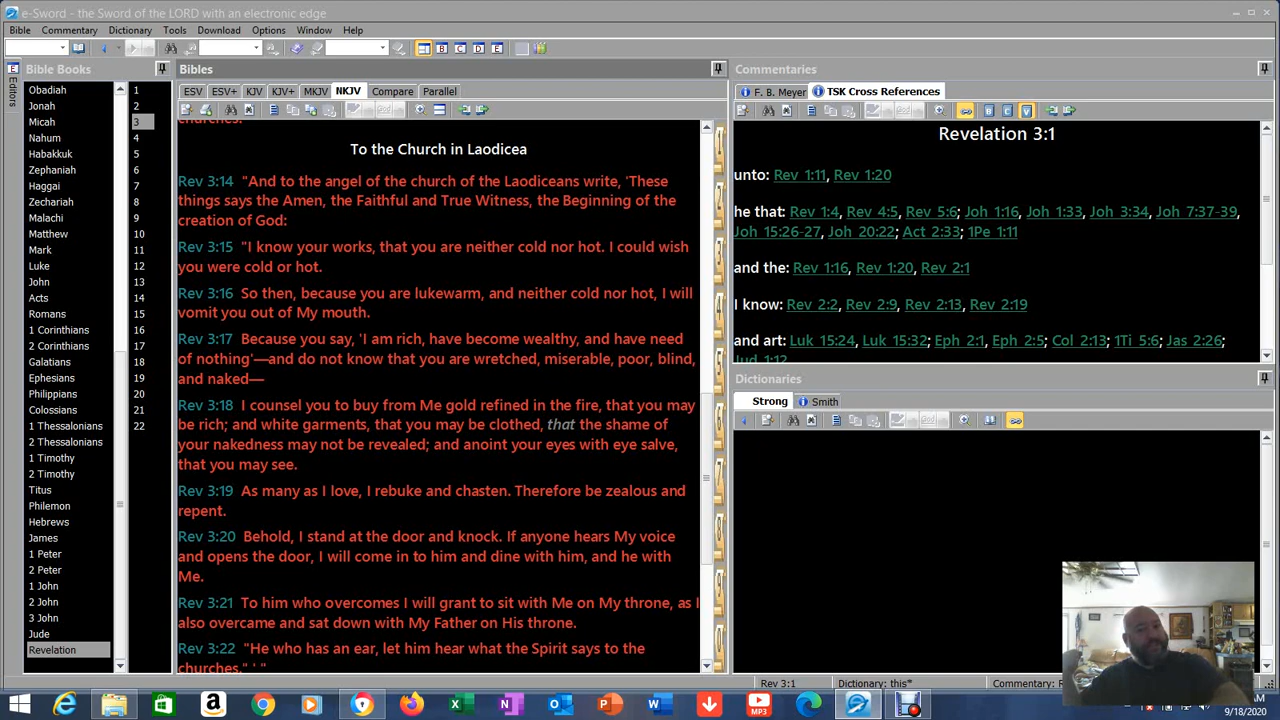 e-Sword - the Sword of the LORD with an electronic edge
Bible Commentary Dictionary Tools Download Options Window Help
B C D E
Editors
Bible Books
Obadiah
Jonah
Micah
Nahum
Habakkuk
Zephaniah
Haggai
Zechariah
Malachi
Matthew
Mark
Luke
John
Acts
Romans
1 Corinthians
2 Corinthians
Galatians
Ephesians
Philippians
Colossians
1 Thessalonians
2 Thessalonians
1 Timothy
2 Timothy
Titus
Philemon
Hebrews
James
1 Peter
2 Peter
1 John
2 John
3 John
Jude
Revelation
1
2
3
4
5
6
7
8
9
10
11
12
13
14
15
16
17
18
19
20
21
22
Bibles
ESV ESV+ KJV KJV+ MKJV NKJV Compare Parallel
God
churches.
To the Church in Laodicea
Rev 3:14 "And to the angel of the church of the Laodiceans write, 'These
things says the Amen, the Faithful and True Witness, the Beginning of the
creation of God:
Rev 3:15 "I know your works, that you are neither cold nor hot. I could wish
you were cold or hot.
Rev 3:16 So then, because you are lukewarm, and neither cold nor hot, I will
vomit you out of My mouth.
Rev 3:17 Because you say, 'I am rich, have become wealthy, and have need
of nothing'—and do not know that you are wretched, miserable, poor, blind,
and naked—
Rev 3:18 I counsel you to buy from Me gold refined in the fire, that you may
be rich; and white garments, that you may be clothed, that the shame of
your nakedness may not be revealed; and anoint your eyes with eye salve,
that you may see.
Rev 3:19 As many as I love, I rebuke and chasten. Therefore be zealous and
repent.
Rev 3:20 Behold, I stand at the door and knock. If anyone hears My voice
and opens the door, I will come in to him and dine with him, and he with
Me.
Rev 3:21 To him who overcomes I will grant to sit with Me on My throne, as I
also overcame and sat down with My Father on His throne.
Rev 3:22 "He who has an ear, let him hear what the Spirit says to the
churches." ' "
Commentaries
F. B. Meyer TSK Cross References
God B C V
Revelation 3:1
unto: Rev 1:11, Rev 1:20
he that: Rev 1:4, Rev 4:5, Rev 5:6; Joh 1:16, Joh 1:33, Joh 3:34, Joh 7:37-39,
Joh 15:26-27, Joh 20:22; Act 2:33; 1Pe 1:11
and the: Rev 1:16, Rev 1:20, Rev 2:1
I know: Rev 2:2, Rev 2:9, Rev 2:13, Rev 2:19
and art: Luk 15:24, Luk 15:32; Eph 2:1, Eph 2:5; Col 2:13; 1Ti 5:6; Jas 2:26;
Jud 1:12
Dictionaries
Strong Smith
God
Rev 3:1 Dictionary: this* Commentary:
MP3
9/18/2020